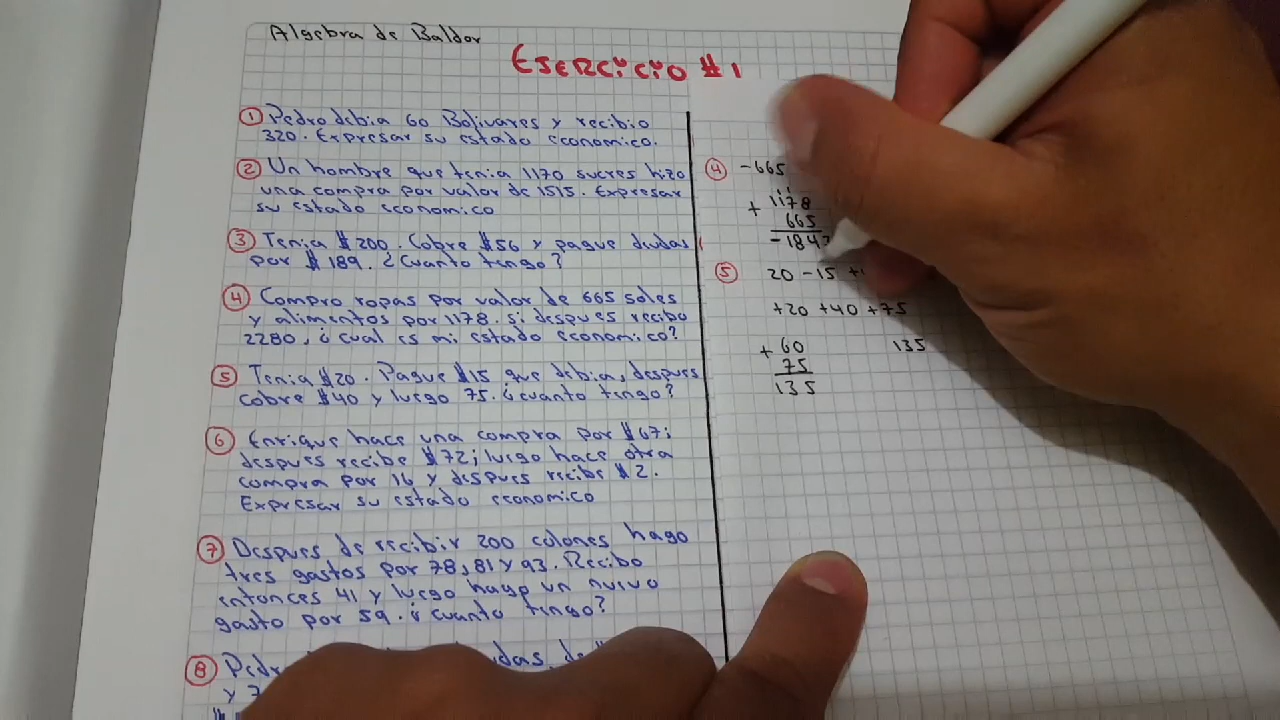 Algebra de Baldor
Esercicio #1
① Pedro debia 60 Bolivares y recibio
320. Expresar su estado economico.
② Un hombre que tenia 1170 sucres hizo
una compra por valor de 1515. Expresar
su estado economico
③ Tenia $200. Cobre $56 y pague dudas
por $189. ¿Cuanto tengo?
④ Compro ropas por valor de 665 soles
y alimentos por 1178. si despues recibo
2280, ¿cual es mi estado economico?
⑤ Tenia $20. Pague $15 que debia, despues
cobre $40 y luego 75. ¿cuanto tengo?
⑥ Enrique hace una compra por $67;
despues recibe $72; luego hace otra
compra por 16 y despues recibe $2.
Expresar su estado economico
⑦ Despues de recibir 200 colones hago
tres gastos por 78, 81 y 93. Recibo
entonces 41 y luego hago un nuevo
gasto por 59. ¿cuanto tengo?
⑧
y 7
④ -665
1178
+
665
-184
⑤ 20 -15 +
+20 +40 +75
+ 60 135
75
135